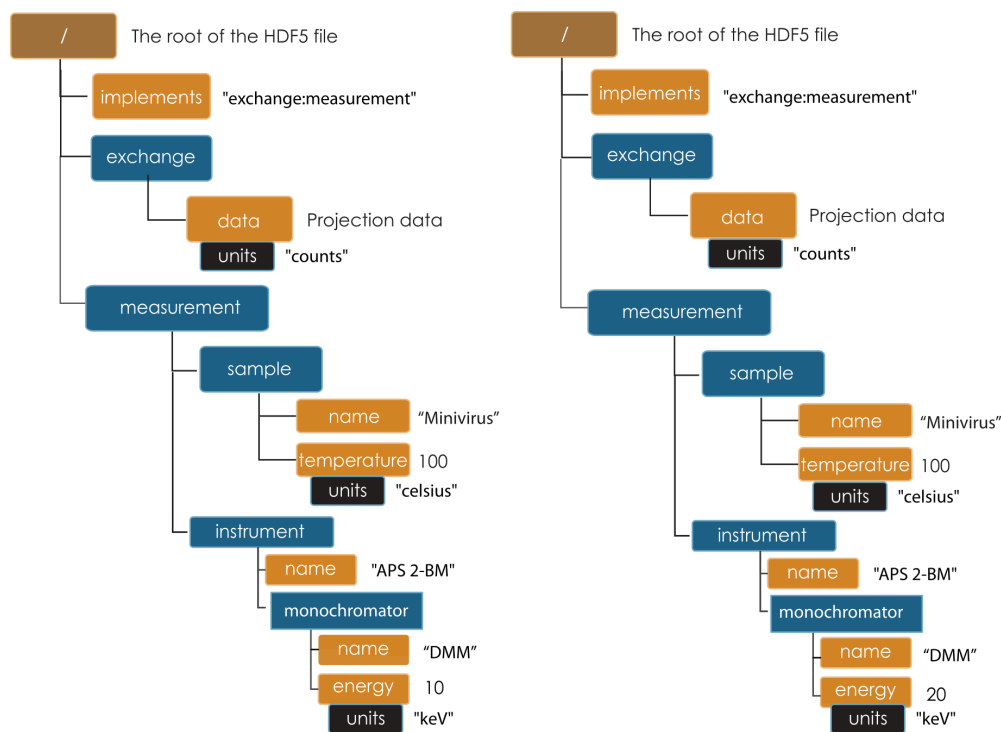 / The root of the HDF5 file
implements "exchange:measurement"
exchange
data Projection data
units "counts"
measurement
sample
name “Minivirus”
temperature 100
units "celsius"
instrument
name "APS 2-BM"
monochromator
name “DMM”
energy 10
units "keV"
/ The root of the HDF5 file
implements "exchange:measurement"
exchange
data Projection data
units "counts"
measurement
sample
name “Minivirus”
temperature 100
units "celsius"
instrument
name "APS 2-BM"
monochromator
name “DMM”
energy 20
units "keV"